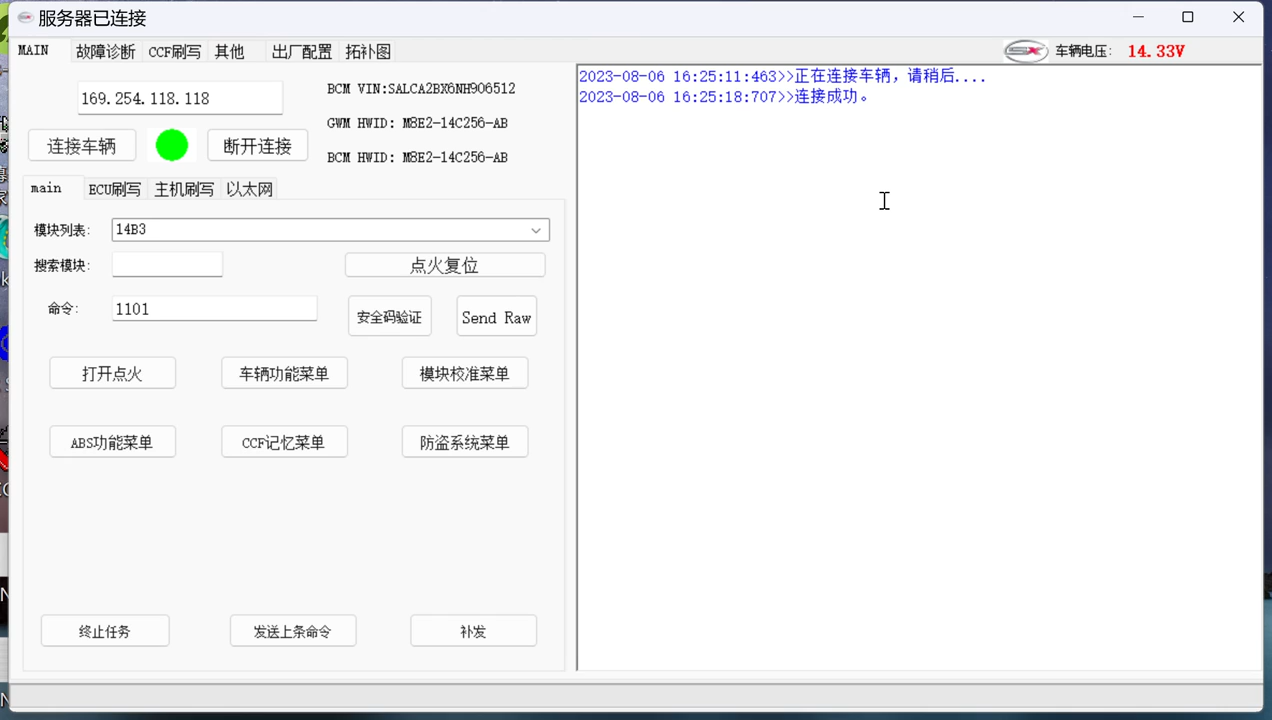 服务器已连接
MAIN 故障诊断 CCF刷写 其他 出厂配置 拓补图
车辆电压: 14.33V
169.254.118.118
连接车辆 断开连接
BCM VIN:SALCA2BX6NH906512
GWM HWID: M8E2-14C256-AB
BCM HWID: M8E2-14C256-AB
main ECU刷写 主机刷写 以太网
模块列表: 14B3
搜索模块: 点火复位
命令: 1101 安全码验证 Send Raw
打开点火 车辆功能菜单 模块校准菜单
ABS功能菜单 CCF记忆菜单 防盗系统菜单
终止任务 发送上条命令 补发
2023-08-06 16:25:11:463>>正在连接车辆，请稍后....
2023-08-06 16:25:18:707>>连接成功。